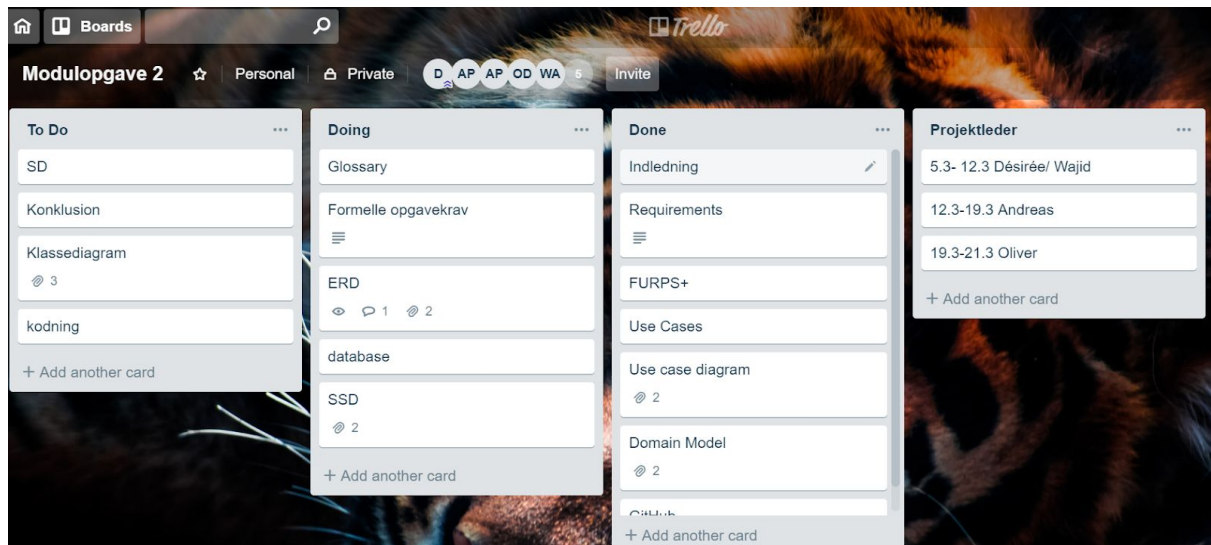 Boards
Trello
Modulopgave 2 Personal Private D AP AP OD WA 5 Invite
To Do
SD
Konklusion
Klassediagram
3
kodning
+ Add another card
Doing
Glossary
Formelle opgavekrav
ERD
1 2
database
SSD
2
+ Add another card
Done
Indledning
Requirements
FURPS+
Use Cases
Use case diagram
2
Domain Model
2
GitHub
+ Add another card
Projektleder
5.3- 12.3 Désirée/ Wajid
12.3-19.3 Andreas
19.3-21.3 Oliver
+ Add another card